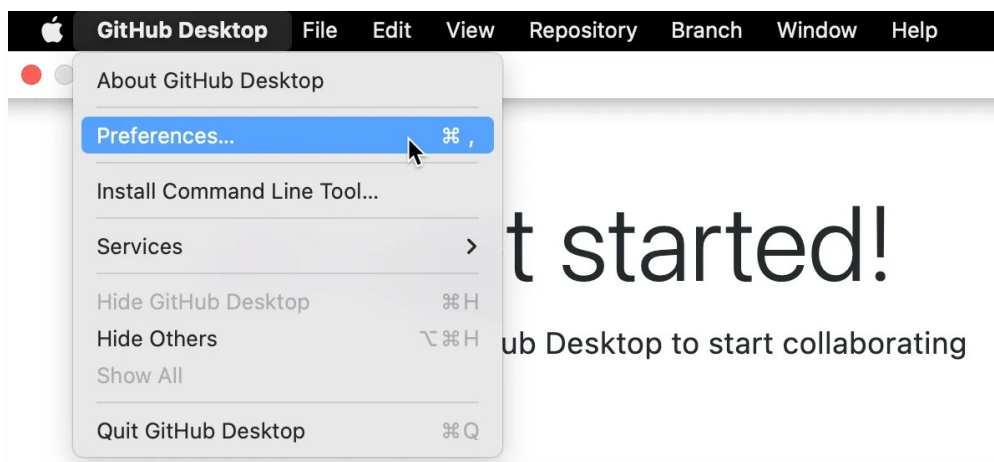 GitHub Desktop File Edit View Repository Branch Window Help
About GitHub Desktop
Preferences... ⌘ ,
Install Command Line Tool...
Services
t started!
Hide GitHub Desktop ⌘H
Hide Others ⌥⌘H
ub Desktop to start collaborating
Show All
Quit GitHub Desktop ⌘Q